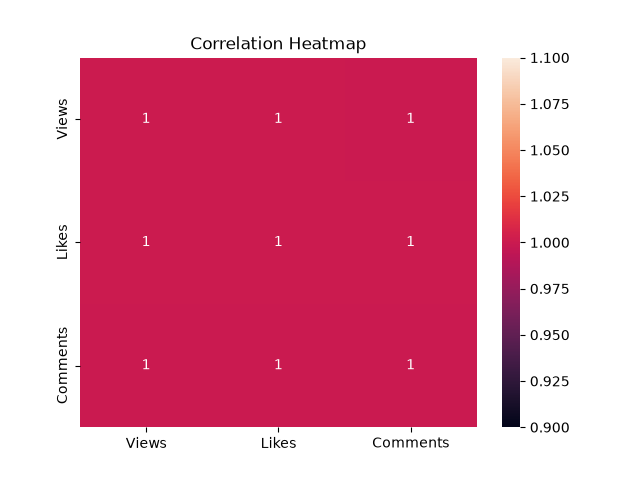 Correlation Heatmap
Views
Likes
Comments
1 1 1
1 1 1
1 1 1
Views Likes Comments
1.100
1.075
1.050
1.025
1.000
0.975
0.950
0.925
0.900